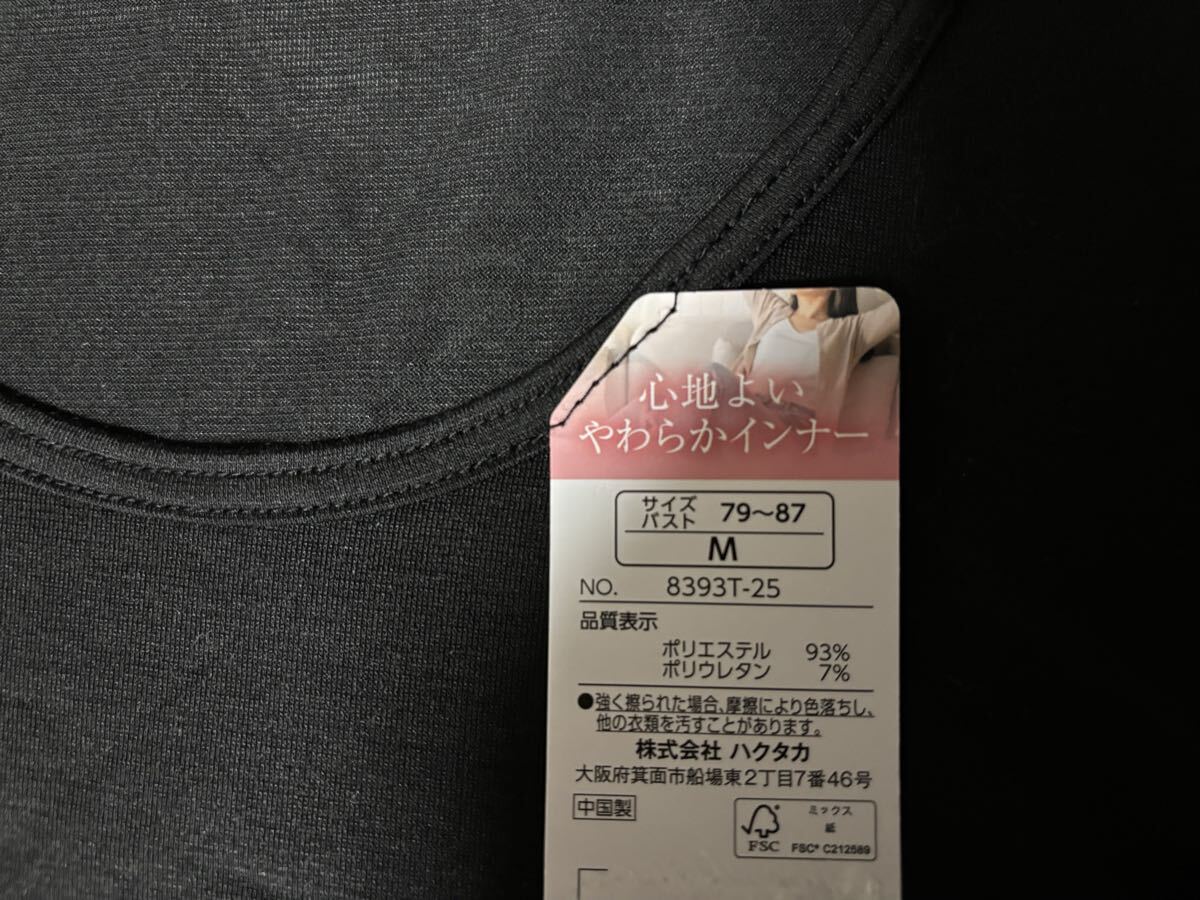 心地よい
やわらかインナー
サイズ
バスト 79～87
M
NO. 8393T-25
品質表示
ポリエステル 93%
ポリウレタン 7%
●強く擦られた場合、摩擦により色落ちし、
他の衣類を汚すことがあります。
株式会社 ハクタカ
大阪府箕面市船場東2丁目7番46号
中国製
ミックス
紙
FSC
FSC® C212589